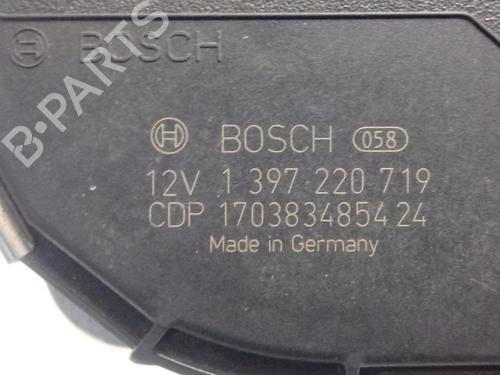 BOSCH
B-PARTS
BOSCH 058
12V 1 397 220 719
CDP 17038348 54 24
Made in Germany